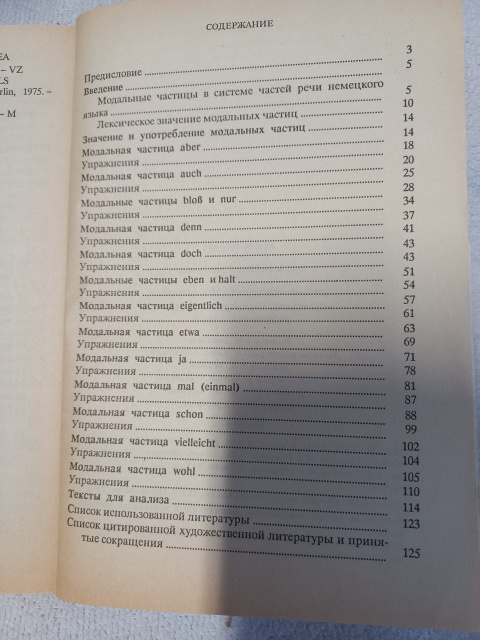 EA
– VZ
LS
rlin, 1975. –
– M
СОДЕРЖАНИЕ
Предисловие 3
Введение 5
Модальные частицы в системе частей речи немецкого
языка 5
Лексическое значение модальных частиц 10
Значение и употребление модальных частиц 14
Модальная частица aber 14
Упражнения 18
Модальная частица auch 20
Упражнения 25
Модальные частицы bloß и nur 28
Упражнения 34
Модальная частица denn 37
Упражнения 41
Модальная частица doch 43
Упражнения 43
Модальные частицы eben и halt 51
Упражнения 54
Модальная частица eigentlich 57
Упражнения 61
Модальная частица etwa 63
Упражнения 69
Модальная частица ja 71
Упражнения 78
Модальная частица mal (einmal) 81
Упражнения 87
Модальная частица schon 88
Упражнения 99
Модальная частица vielleicht 102
Упражнения 104
Модальная частица wohl 105
Упражнения 110
Тексты для анализа 114
Список использованной литературы 123
Список цитированной художественной литературы и приня-
тые сокращения 125